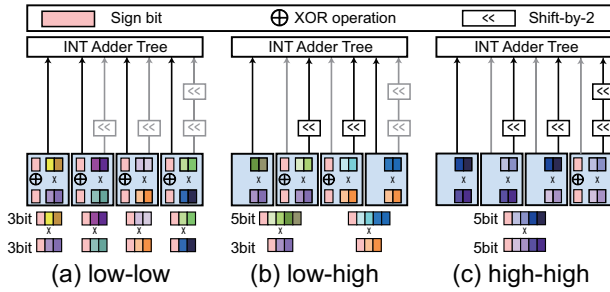 Sign bit XOR operation << Shift-by-2
INT Adder Tree INT Adder Tree INT Adder Tree
<< << <<
<< << << << << << <<
x x x x x x x x x x x x
3bit 5bit 5bit
x x x x x x x
3bit 3bit 5bit
(a) low-low (b) low-high (c) high-high